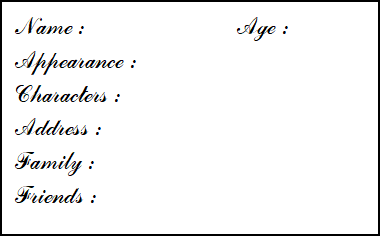 Name : Age :
Appearance :
Characters :
Address :
Family :
Friends :